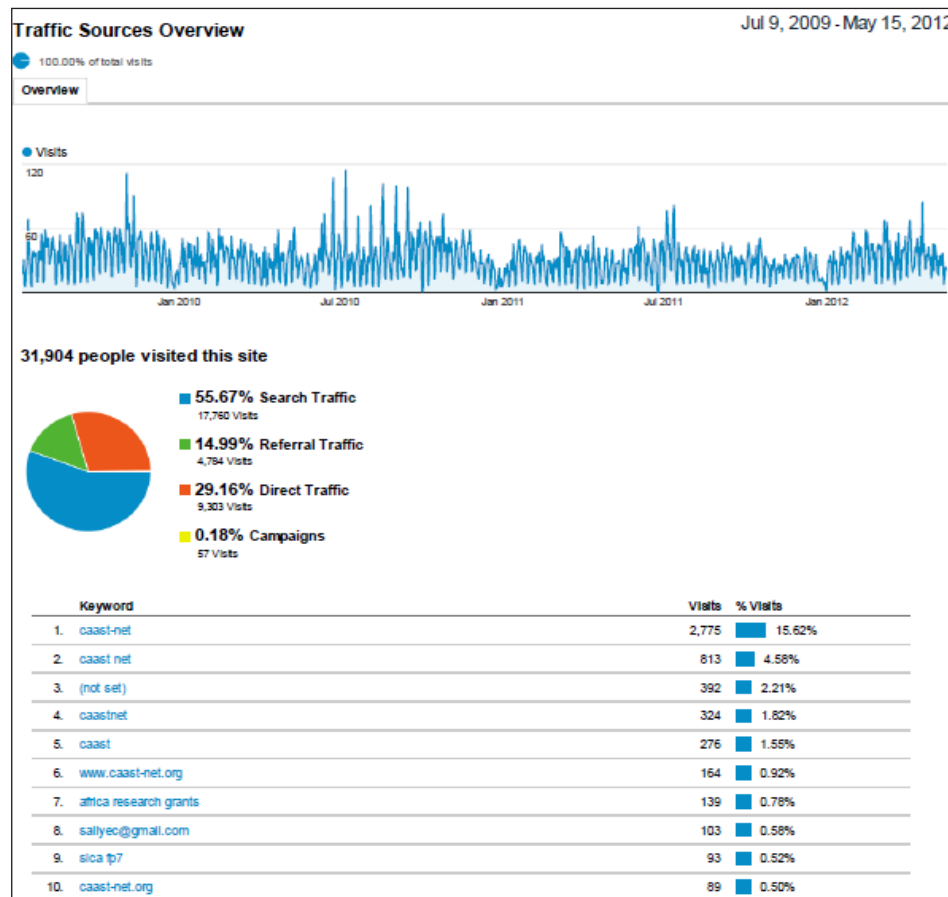 Traffic Sources Overview
Jul 9, 2009 - May 15, 2012
100.00% of total visits
Overview
Visits
120
60
Jan 2010 Jul 2010 Jan 2011 Jul 2011 Jan 2012
31,904 people visited this site
55.67% Search Traffic
17,760 Visits
14.99% Referral Traffic
4,784 Visits
29.16% Direct Traffic
9,303 Visits
0.18% Campaigns
57 Visits
Keyword Visits % Visits
1. caast-net 2,775 15.62%
2. caast net 813 4.58%
3. (not set) 392 2.21%
4. caastnet 324 1.82%
5. caast 276 1.55%
6. www.caast-net.org 164 0.92%
7. africa research grants 139 0.78%
8. sallyec@gmail.com 103 0.58%
9. sica fp7 93 0.52%
10. caast-net.org 89 0.50%